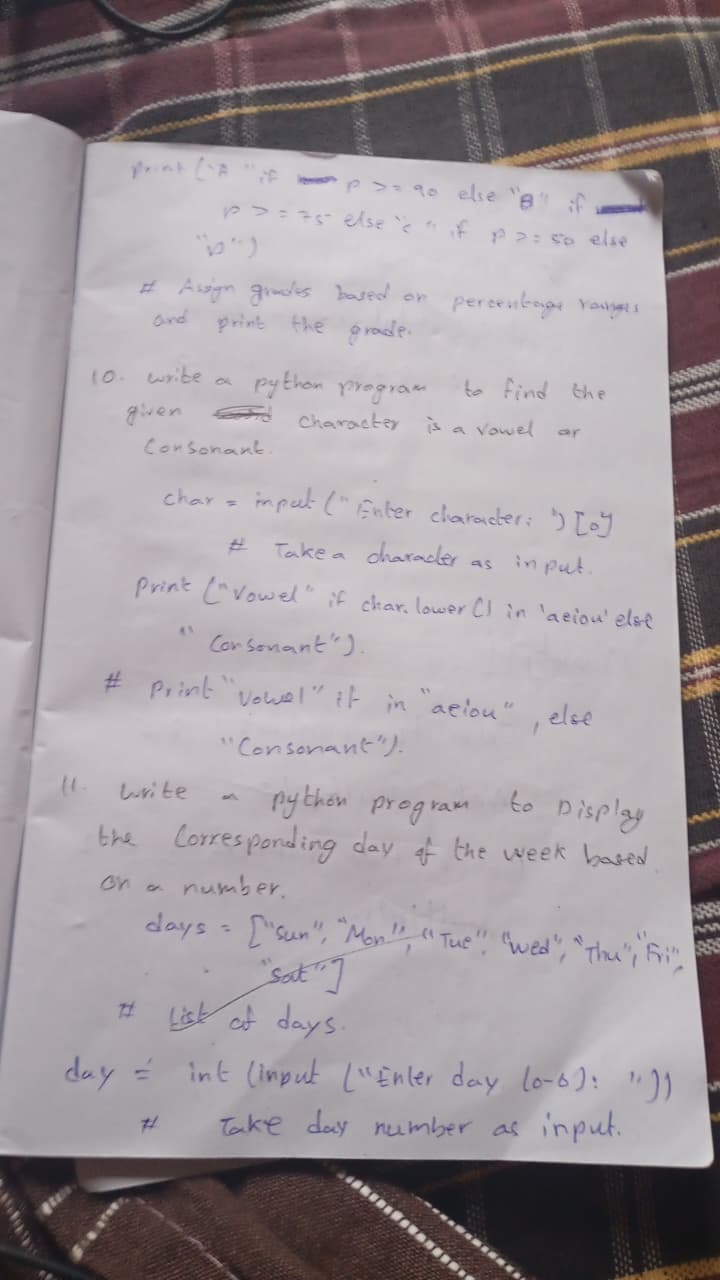 print ("A" if p >= 90 else "B" if
p >= 75 else "c" if p >= 50 else
"D")
# Assign grades based on percentage ranges
and print the grade.
10. write a python program to find the
given character is a vowel or
Consonant.
char = input ("Enter character: ") [0]
# Take a character as input.
Print ("Vowel" if char.lower() in 'aeiou' else
"Consonant").
# Print "vowel" if in "aeiou", else
"Consonant").
11. write a python program to Display
the Corresponding day of the week based
on a number.
days = ["Sun", "Mon", "Tue", "Wed", "Thu", "Fri",
"Sat"]
# List of days.
day = int (input ("Enter day (0-6): "))
# Take day number as input.